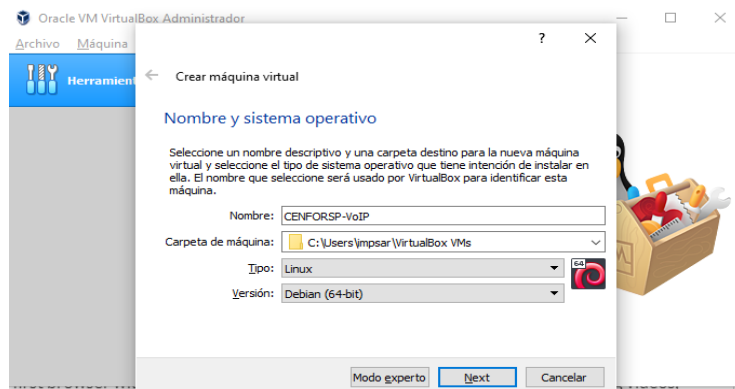 Oracle VM VirtualBox Administrador
Archivo Máquina
?
Herramient
Crear máquina virtual
Nombre y sistema operativo
Seleccione un nombre descriptivo y una carpeta destino para la nueva máquina
virtual y seleccione el tipo de sistema operativo que tiene intención de instalar en
ella. El nombre que seleccione será usado por VirtualBox para identificar esta
máquina.
Nombre: CENFORSP-VoIP
Carpeta de máquina: C:\Users\impsar\VirtualBox VMs
Tipo: Linux
64
Versión: Debian (64-bit)
Modo experto Next Cancelar